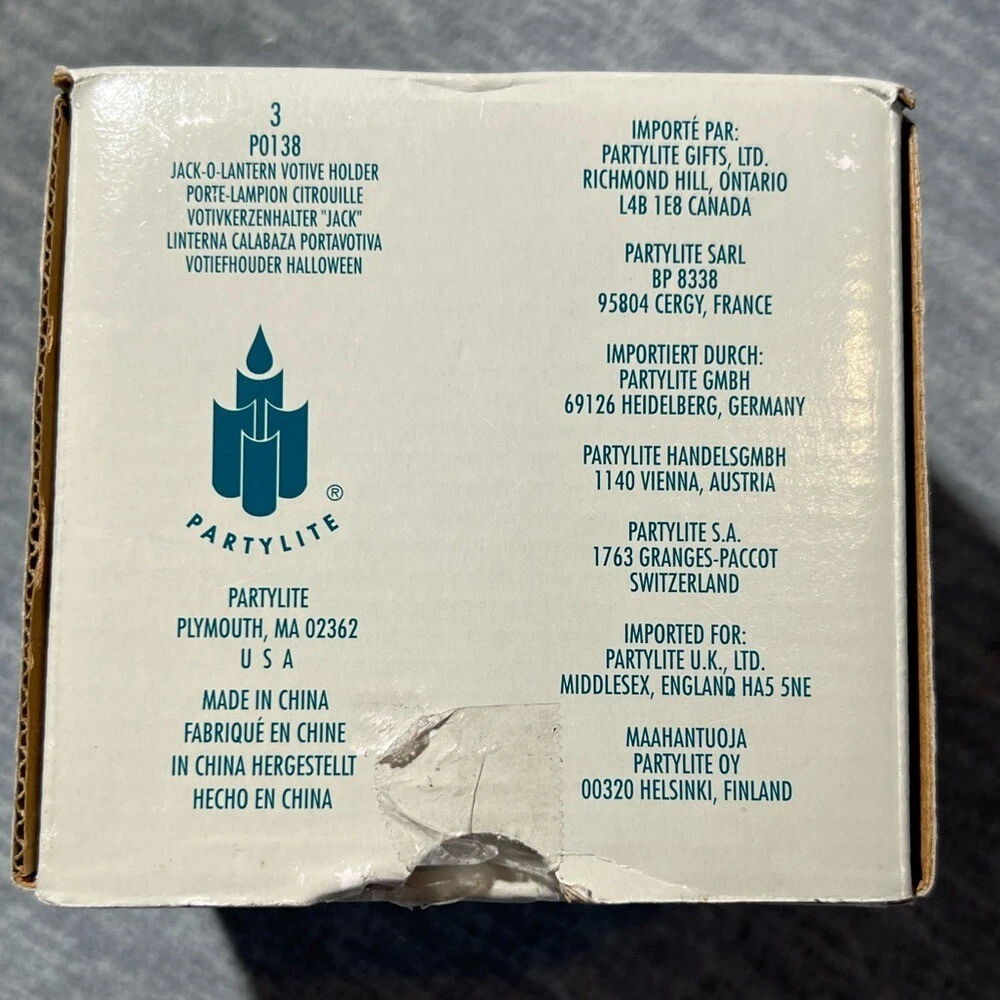 3
P0138
JACK-O-LANTERN VOTIVE HOLDER
PORTE-LAMPION CITROUILLE
VOTIVKERZENHALTER "JACK"
LINTERNA CALABAZA PORTAVOTIVA
VOTIEFHOUDER HALLOWEEN
®
PARTYLITE
PARTYLITE
PLYMOUTH, MA 02362
U S A
MADE IN CHINA
FABRIQUÉ EN CHINE
IN CHINA HERGESTELLT
HECHO EN CHINA
IMPORTÉ PAR:
PARTYLITE GIFTS, LTD.
RICHMOND HILL, ONTARIO
L4B 1E8 CANADA
PARTYLITE SARL
BP 8338
95804 CERGY, FRANCE
IMPORTIERT DURCH:
PARTYLITE GMBH
69126 HEIDELBERG, GERMANY
PARTYLITE HANDELSGMBH
1140 VIENNA, AUSTRIA
PARTYLITE S.A.
1763 GRANGES-PACCOT
SWITZERLAND
IMPORTED FOR:
PARTYLITE U.K., LTD.
MIDDLESEX, ENGLAND HA5 5NE
MAAHANTUOJA
PARTYLITE OY
00320 HELSINKI, FINLAND